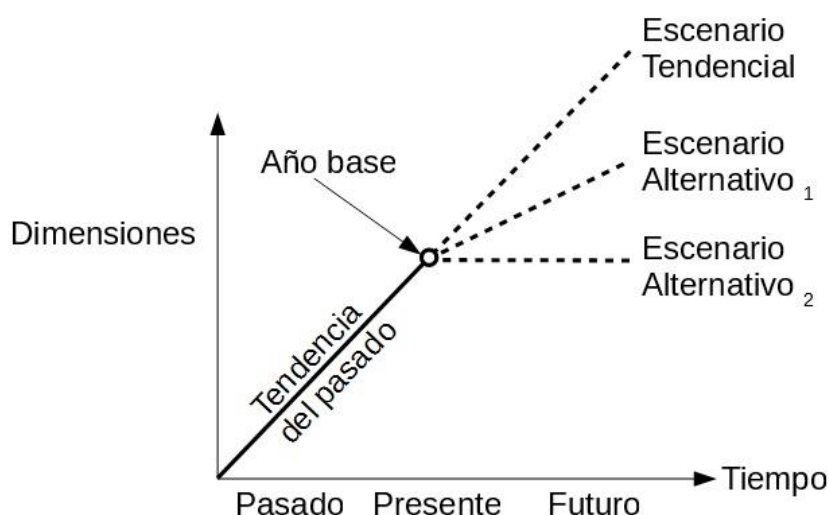 Escenario
Tendencial
Año base
Escenario
Alternativo 1
Dimensiones
Escenario
Alternativo 2
Tendencia
del pasado
Tiempo
Pasado Presente Futuro